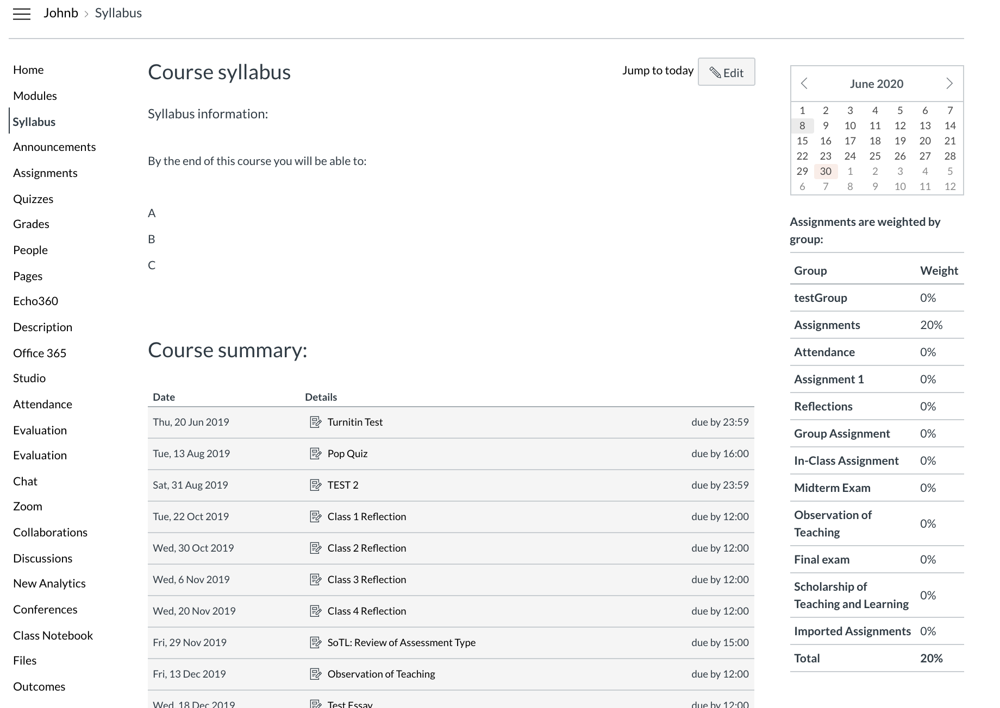 Johnb > Syllabus
Home
Modules
Syllabus
Announcements
Assignments
Quizzes
Grades
People
Pages
Echo360
Description
Office 365
Studio
Attendance
Evaluation
Evaluation
Chat
Zoom
Collaborations
Discussions
New Analytics
Conferences
Class Notebook
Files
Outcomes
Course syllabus
Jump to today Edit
Syllabus information:
By the end of this course you will be able to:
A
B
C
Course summary:
Date Details
Thu, 20 Jun 2019 Turnitin Test due by 23:59
Tue, 13 Aug 2019 Pop Quiz due by 16:00
Sat, 31 Aug 2019 TEST 2 due by 23:59
Tue, 22 Oct 2019 Class 1 Reflection due by 12:00
Wed, 30 Oct 2019 Class 2 Reflection due by 12:00
Wed, 6 Nov 2019 Class 3 Reflection due by 12:00
Wed, 20 Nov 2019 Class 4 Reflection due by 12:00
Fri, 29 Nov 2019 SoTL: Review of Assessment Type due by 15:00
Fri, 13 Dec 2019 Observation of Teaching due by 12:00
Wed, 18 Dec 2019 Test Essay due by 12:00
June 2020
1 2 3 4 5 6 7
8 9 10 11 12 13 14
15 16 17 18 19 20 21
22 23 24 25 26 27 28
29 30 1 2 3 4 5
6 7 8 9 10 11 12
Assignments are weighted by
group:
Group Weight
testGroup 0%
Assignments 20%
Attendance 0%
Assignment 1 0%
Reflections 0%
Group Assignment 0%
In-Class Assignment 0%
Midterm Exam 0%
Observation of
Teaching 0%
Final exam 0%
Scholarship of
Teaching and Learning 0%
Imported Assignments 0%
Total 20%